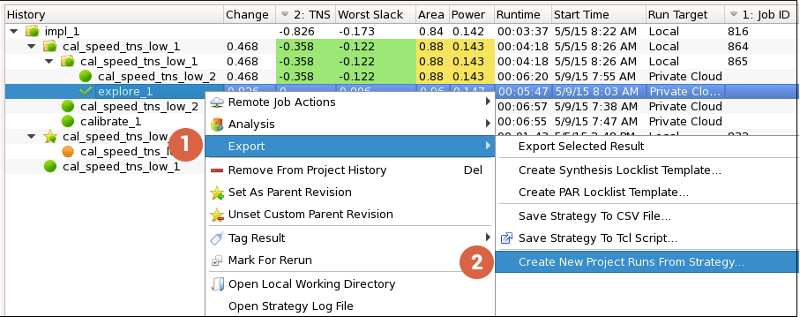 History Change 2: TNS Worst Slack Area Power Runtime Start Time Run Target 1: Job ID
impl_1 -0.826 -0.173 0.84 0.142 00:03:37 5/5/15 8:22 AM Local 816
cal_speed_tns_low_1 0.468 -0.358 -0.122 0.88 0.143 00:04:18 5/5/15 8:26 AM Local 864
cal_speed_tns_low_1 0.468 -0.358 -0.122 0.88 0.143 00:04:18 5/5/15 8:26 AM Local 865
cal_speed_tns_low_2 -0.358 -0.122 0.88 0.143 00:06:20 5/9/15 7:55 AM Private Cloud
explore_1 00:05:47 5/9/15 8:03 AM Private Clo...
cal_speed_tns_low_2 00:06:57 5/9/15 7:38 AM Private Cloud
calibrate_1 00:06:55 5/9/15 7:47 AM Private Cloud
cal_speed_tns_low
cal_speed_tns_lo
cal_speed_tns_low_1
Remote Job Actions
Analysis
1
Export
Remove From Project History Del
Set As Parent Revision
Unset Custom Parent Revision
Tag Result
Mark For Rerun
Open Local Working Directory
Open Strategy Log File
Export Selected Result
Create Synthesis Locklist Template...
Create PAR Locklist Template...
Save Strategy To CSV File...
Save Strategy To Tcl Script...
2
Create New Project Runs From Strategy...